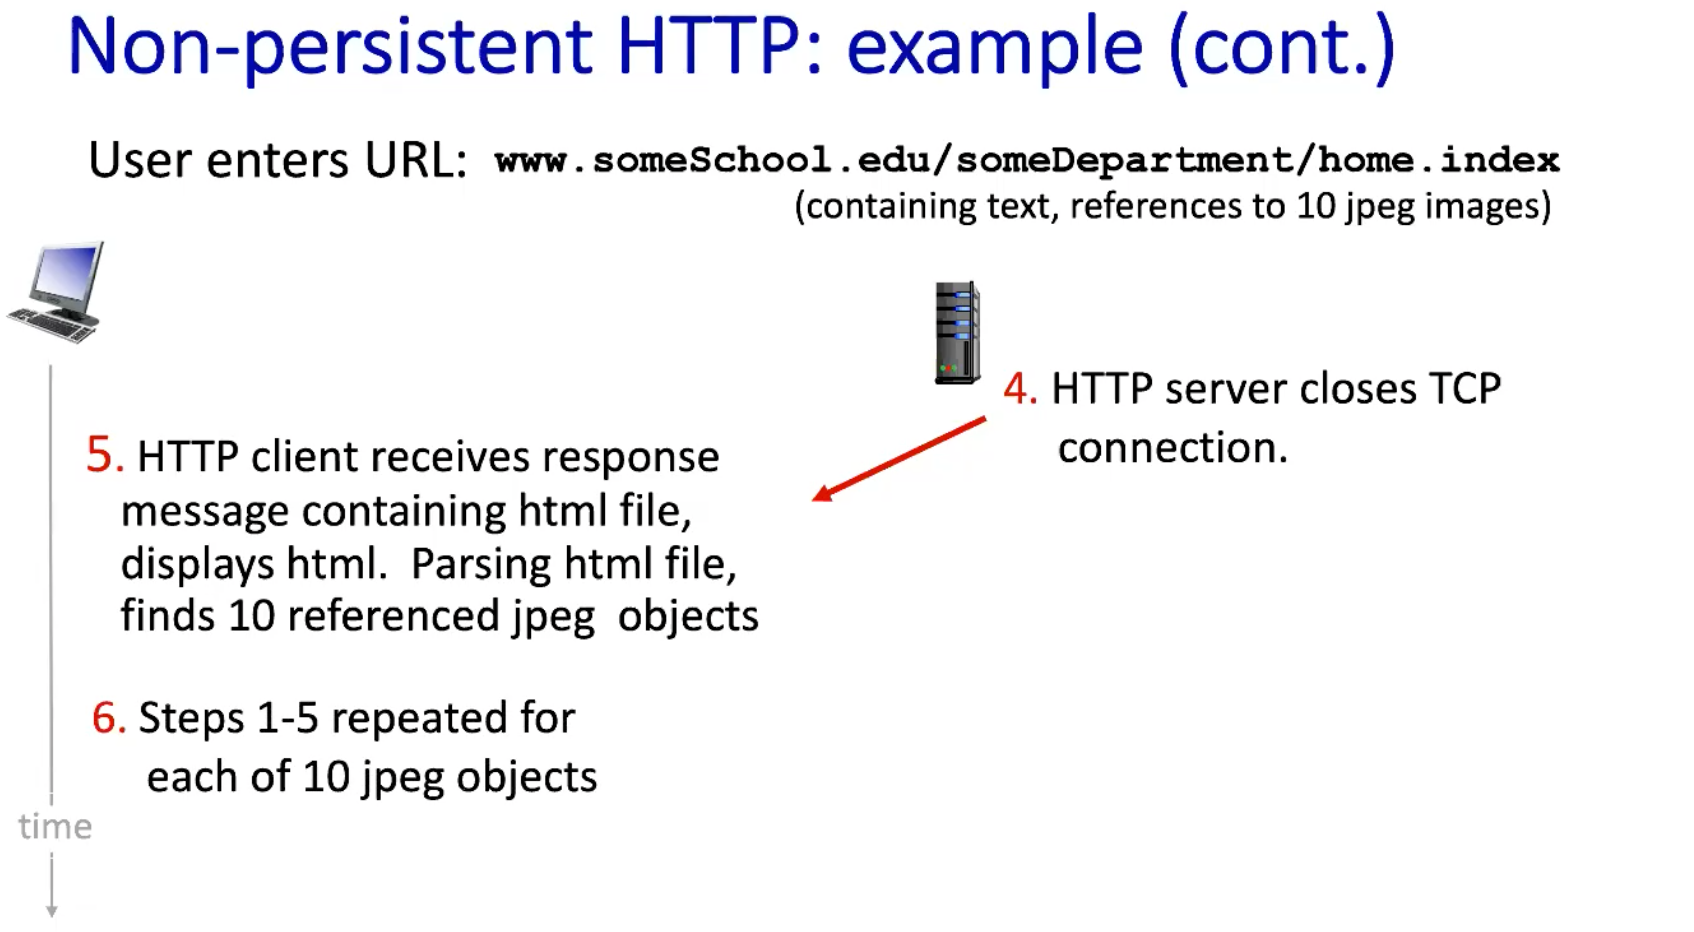 Non-persistent HTTP: example (cont.)
User enters URL: www.someSchool.edu/someDepartment/home.index
(containing text, references to 10 jpeg images)
4. HTTP server closes TCP
connection.
5. HTTP client receives response
message containing html file,
displays html. Parsing html file,
finds 10 referenced jpeg objects
6. Steps 1-5 repeated for
each of 10 jpeg objects
time